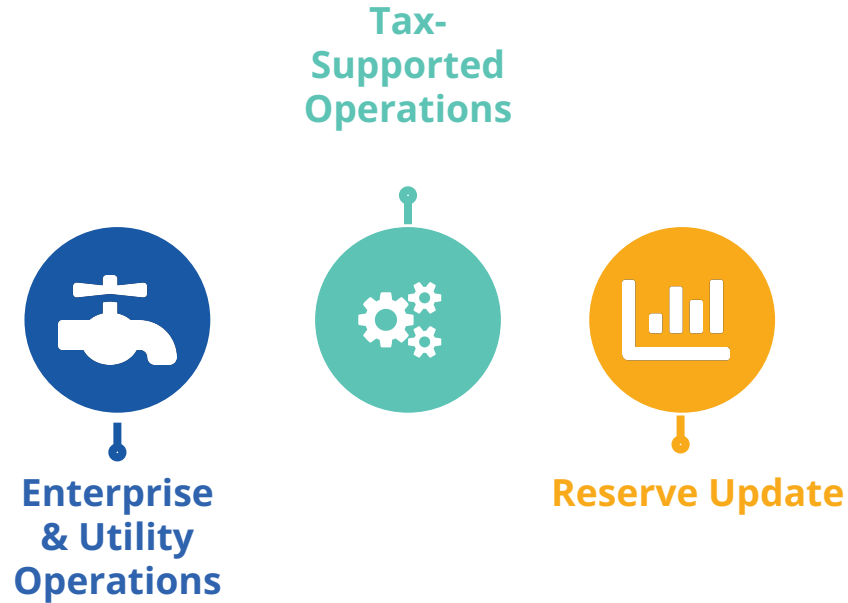 Tax-
Supported
Operations
Enterprise
& Utility
Operations
Reserve Update